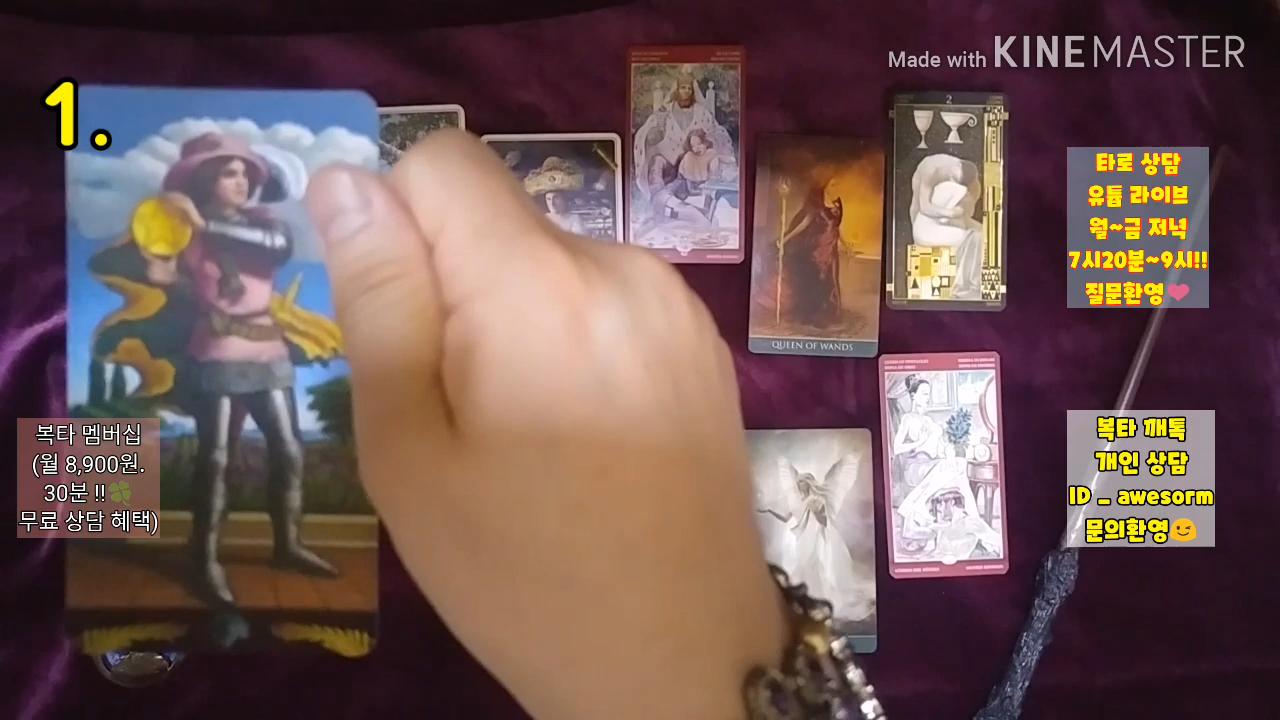 Made with KINEMASTER
1.
2
타로 상담
유튭 라이브
월~금 저녁
7시20분~9시!!
질문환영❤
QUEEN OF WANDS
복타 멤버십
(월 8,900원.
30분 !!🍀
무료 상담 혜택)
복타 깨톡
개인 상담
ID _ awesorm
문의환영😉